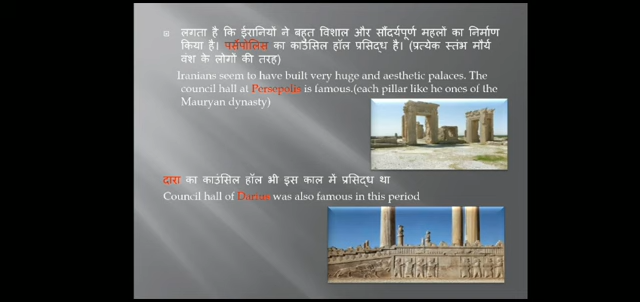 लगता है कि ईरानियों ने बहुत विशाल और सौंदर्यपूर्ण महलों का निर्माण
किया है। पर्सेपोलिस का काउंसिल हॉल प्रसिद्ध है। (प्रत्येक स्तंभ मौर्य
वंश के लोगों की तरह)
Iranians seem to have built very huge and aesthetic palaces. The
council hall at Persepolis is famous.(each pillar like he ones of the
Mauryan dynasty)
दारा का काउंसिल हॉल भी इस काल में प्रसिद्ध था
Council hall of Darius was also famous in this period